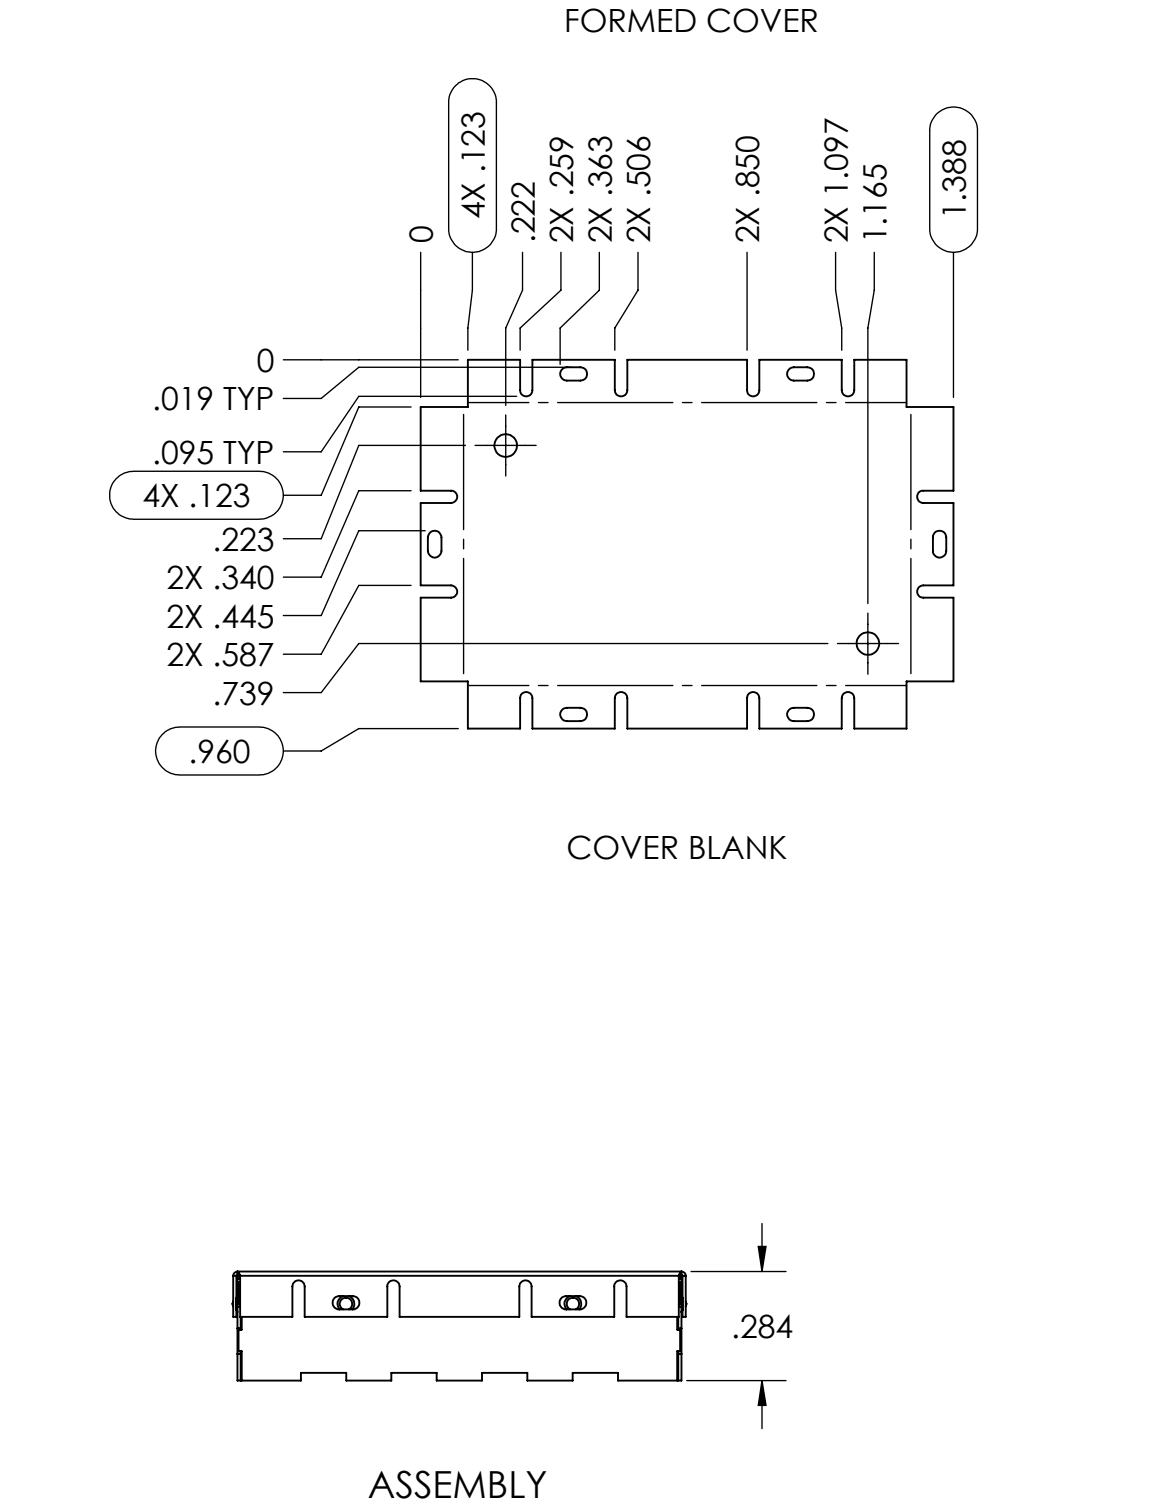 FORMED COVER
0
4X .123
.222
2X .259
2X .363
2X .506
2X .850
2X 1.097
1.165
1.388
0
.019 TYP
.095 TYP
4X .123
.223
2X .340
2X .445
2X .587
.739
.960
COVER BLANK
.284
ASSEMBLY